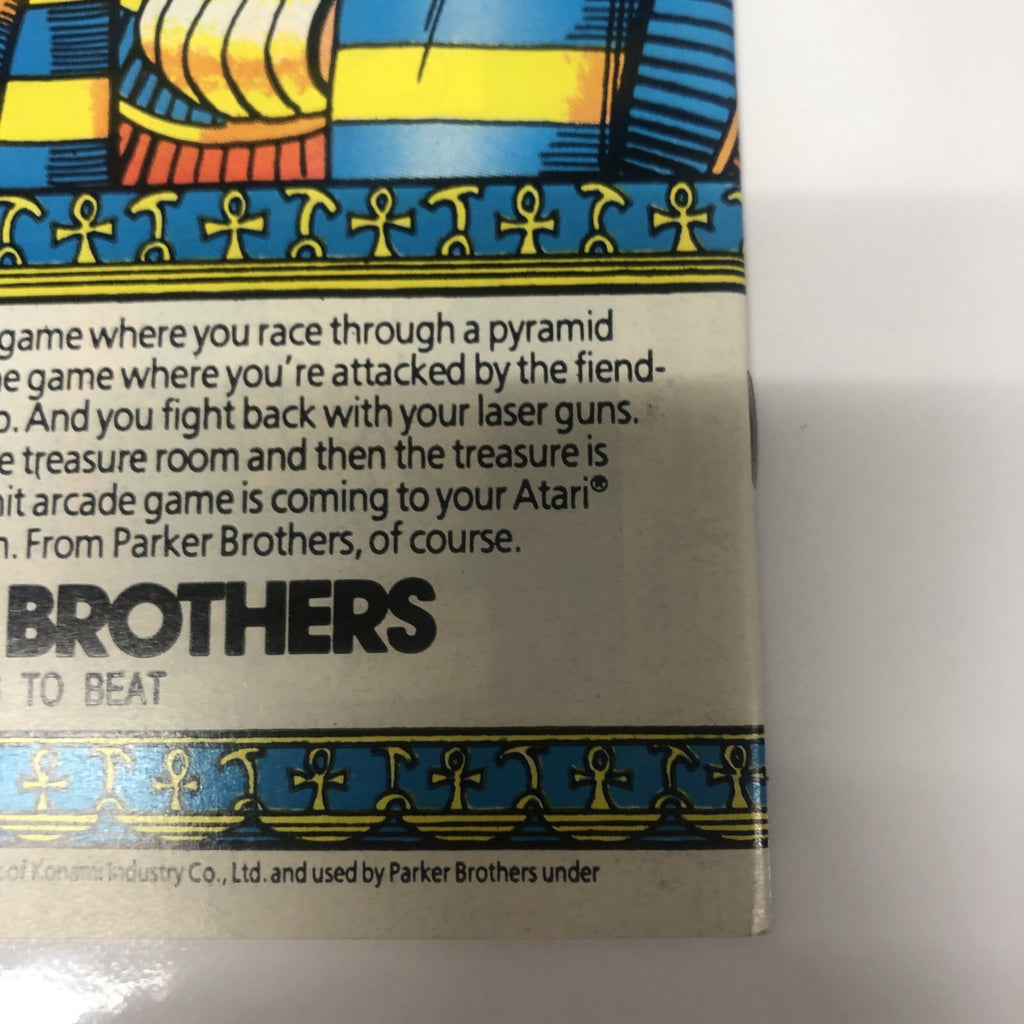 game where you race through a pyramid
game where you're attacked by the fiend-
. And you fight back with your laser guns.
treasure room and then the treasure is
arcade game is coming to your Atari®
. From Parker Brothers, of course.
BROTHERS
TO BEAT
of Konami Industry Co., Ltd. and used by Parker Brothers under